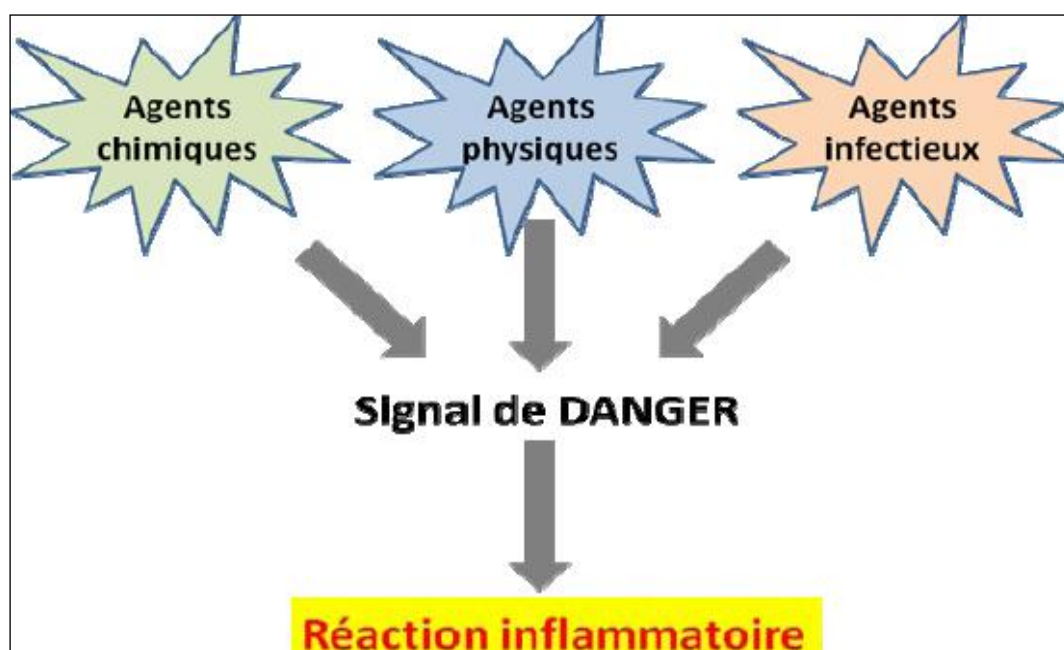 Agents
chimiques
Agents
physiques
Agents
infectieux
Signal de DANGER
Réaction inflammatoire